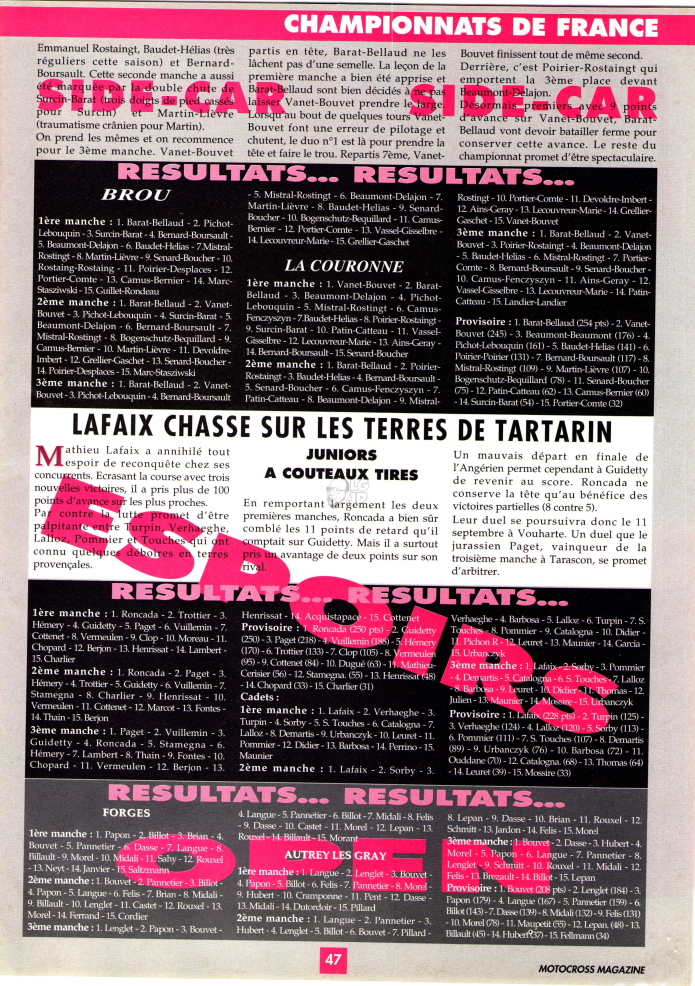 CHAMPIONNATS DE FRANCE
SIDE-CAR SIDE-CAR
Emmanuel Rostaingt, Baudet-Hélias (très
réguliers cette saison) et Bernard-
Boursault. Cette seconde manche a aussi
été marquée par la double chute de
Surcin-Barat (trois doigts de pied cassés
pour Surcin) et Martin-Lièvre
(traumatisme crânien pour Martin).
On prend les mêmes et on recommence
pour le 3ème manche. Vanet-Bouvet
partis en tête, Barat-Bellaud ne les
lâchent pas d'une semelle. La leçon de la
première manche a bien été apprise et
Barat-Bellaud sont bien décidés à ne pas
laisser Vanet-Bouvet prendre le large.
Lorsqu'au bout de quelques tours Vanet-
Bouvet font une erreur de pilotage et
chutent, le duo n°1 est là pour prendre la
tête et faire le trou. Repartis 7ème, Vanet-
Bouvet finissent tout de même second.
Derrière, c'est Poirier-Rostaingt qui
emportent la 3ème place devant
Beaumont-Delajon.
Désormais premiers avec 9 points
d'avance sur Vanet-Bouvet, Barat-
Bellaud vont devoir batailler ferme pour
conserver cette avance. Le reste du
championnat promet d'être spectaculaire.
RESULTATS... RESULTATS...
BROU
1ère manche : 1. Barat-Bellaud - 2. Pichot-
Lebouquin - 3. Surcin-Barat - 4. Bernard-Boursault -
5. Beaumont-Delajon - 6. Baudet-Helias - 7.Mistral-
Rostingt - 8. Martin-Lièvre - 9. Senard-Boucher - 10.
Rostaing-Rostaing - 11. Poirier-Desplaces - 12.
Portier-Comte - 13. Camus-Bernier - 14. Marc-
Stasziwski - 15. Guillet-Rondeau
2ème manche : 1. Barat-Bellaud - 2. Vanet-
Bouvet - 3. Pichot-Lebouquin - 4. Surcin-Barat - 5.
Beaumont-Delajon - 6. Bernard-Boursault - 7.
Mistral-Rostingt - 8. Bogenschutz-Bequillard - 9.
Camus-Bernier - 10. Martin-Lièvre - 11. Devoldre-
Imbert - 12. Grellier-Gaschet - 13. Senard-Boucher -
14. Poirier-Desplaces - 15. Marc-Stasziwski
3ème manche : 1. Barat-Bellaud - 2. Vanet-
Bouvet - 3. Pichot-Lebouquin - 4. Bernard-Boursault
- 5. Mistral-Rostingt - 6. Beaumont-Delajon - 7.
Martin-Lièvre - 8. Baudet-Helias - 9. Senard-
Boucher - 10. Bogenschutz-Bequillard - 11. Camus-
Bernier - 12. Portier-Comte - 13. Vassel-Gisselbre -
14. Lecouvreur-Marie - 15. Grellier-Gaschet
LA COURONNE
1ère manche : 1. Vanet-Bouvet - 2. Barat-
Bellaud - 3. Beaumont-Delajon - 4. Pichot-
Lebouquin - 5. Mistral-Rostingt - 6. Camus-
Fenczyszyn - 7.Baudet-Helias - 8. Poirier-Rostaingt -
9. Surcin-Barat - 10. Patin-Catteau - 11. Vassel-
Gisselbre - 12. Lecouvreur-Marie - 13. Ains-Geray -
14. Bernard-Boursault - 15. Senard-Boucher
2ème manche : 1. Barat-Bellaud - 2. Poirier-
Rostaingt - 3. Baudet-Helias - 4. Bernard-Boursault -
5. Senard-Boucher - 6. Camus-Fenczyszyn - 7.
Patin-Catteau - 8. Beaumont-Delajon - 9. Mistral-
Rostingt - 10. Portier-Comte - 11. Devoldre-Imbert -
12. Ains-Geray - 13. Lecouvreur-Marie - 14. Grellier-
Gaschet - 15. Vanet-Bouvet
3ème manche : 1. Barat-Bellaud - 2. Vanet-
Bouvet - 3. Poirier-Rostaingt - 4. Beaumont-Delajon
- 5. Baudet-Helias - 6. Mistral-Rostingt - 7. Portier-
Comte - 8. Bernard-Boursault - 9. Senard-Boucher -
10. Camus-Fenczyszyn - 11. Ains-Geray - 12.
Vassel-Gisselbre - 13. Lecouvreur-Marie - 14. Patin-
Catteau - 15. Landier-Landier
Provisoire : 1. Barat-Bellaud (254 pts) - 2. Vanet-
Bouvet (245) - 3. Beaumont-Beaumont (176) - 4.
Pichot-Lebouquin (161) - 5. Baudet-Helias (141) - 6.
Poirier-Poirier (131) - 7. Bernard-Boursault (117) - 8.
Mistral-Rostingt (109) - 9. Martin-Lièvre (107) - 10.
Bogenschutz-Bequillard (78) - 11. Senard-Boucher
(75) - 12. Patin-Catteau (62) - 13. Camus-Bernier (60)
- 14. Surcin-Barat (54) - 15. Portier-Comte (32)
LAFAIX CHASSE SUR LES TERRES DE TARTARIN
ESPOIRS
Mathieu Lafaix a annihilé tout
espoir de reconquête chez ses
concurrents. Ecrasant la course avec trois
nouvelles victoires, il a pris plus de 100
points d'avance sur les plus proches.
Par contre la lutte promet d'être
palpitante entre Turpin, Verhaeghe,
Lalloz, Pommier et Touches qui ont
connu quelques déboires en terres
provençales.
JUNIORS
A COUTEAUX TIRES
En remportant largement les deux
premières manches, Roncada a bien sûr
comblé les 11 points de retard qu'il
comptait sur Guidetty. Mais il a surtout
pris un avantage de deux points sur son
rival.
Un mauvais départ en finale de
l'Angérien permet cependant à Guidetty
de revenir au score. Roncada ne
conserve la tête qu'au bénéfice des
victoires partielles (8 contre 5).
Leur duel se poursuivra donc le 11
septembre à Vouharte. Un duel que le
jurassien Paget, vainqueur de la
troisième manche à Tarascon, se promet
d'arbitrer.
RESULTATS... RESULTATS...
1ère manche : 1. Roncada - 2. Trottier - 3.
Hémery - 4. Guidetty - 5. Paget - 6. Vuillemin - 7.
Cottenet - 8. Vermeulen - 9. Clop - 10. Moreau - 11.
Chopard - 12. Berjon - 13. Henrissat - 14. Lambert -
15. Charlier
2ème manche : 1. Roncada - 2. Paget - 3.
Hémery - 4. Trottier - 5. Guidetty - 6. Vuillemin - 7.
Stamegna - 8. Charlier - 9. Henrissat - 10.
Vermeulen - 11. Cottenet - 12. Marcot - 13. Fontes -
14. Thain - 15. Berjon
3ème manche : 1. Paget - 2. Vuillemin - 3.
Guidetty - 4. Roncada - 5. Stamegna - 6.
Hémery - 7. Lambert - 8. Thain - 9. Fontes - 10.
Chopard - 11. Vermeulen - 12. Berjon - 13.
Henrissat - 14. Acquistapace - 15. Cottenet
Provisoire : 1. Roncada (250 pts) - 2. Guidetty
(250) - 3. Paget (218) - 4. Vuillemin (185) - 5. Hémery
(170) - 6. Trottier (133) - 7. Clop (105) - 8. Vermeulen
(95) - 9. Cottenet (84) - 10. Dugué (63) - 11. Mathieu-
Cerisier (56) - 12. Stamegna. (55) - 13. Henrissat (48)
- 14. Chopard (33) - 15. Charlier (31)
Cadets :
1ère manche : 1. Lafaix - 2. Verhaeghe - 3.
Turpin - 4. Sorby - 5. S. Touches - 6. Catalogna - 7.
Lalloz - 8. Demartis - 9. Urbanczyk - 10. Leuret - 11.
Pommier - 12. Didier - 13. Barbosa - 14. Perrino - 15.
Maunier
2ème manche : 1. Lafaix - 2. Sorby - 3.
Verhaeghe - 4. Barbosa - 5. Lalloz - 6. Turpin - 7. S.
Touches - 8. Pommier - 9. Catalogna - 10. Didier -
11. Pichon R - 12. Leuret - 13. Maunier - 14. Garcia -
15. Urbanczyk
3ème manche : 1. Lafaix - 2. Sorby - 3. Pommier
- 4. Demartis - 5. Catalogna - 6. S. Touches - 7. Lalloz
- 8. Barbosa - 9. Leuret - 10. Didier - 11. Thomas - 12.
Julien - 13. Maunier - 14. Mossire - 15. Urbanczyk
Provisoire : 1. Lafaix (228 pts) - 2. Turpin (125) -
3. Verhaeghe (124) - 4. Lalloz (120) - 5. Sorby (113) -
6. Pommier (111) - 7. S. Touches (107) - 8. Demartis
(89) - 9. Urbanczyk (76) - 10. Barbosa (72) - 11.
Ouddane (70) - 12. Catalogna. (68) - 13. Thomas (64)
- 14. Leuret (39) - 15. Mossire (33)
RESULTATS... RESULTATS...
FORGES
1ère manche : 1. Papon - 2. Billot - 3. Brian - 4.
Bouvet - 5. Pannetier - 6. Dasse - 7. Langue - 8.
Billault - 9. Morel - 10. Midali - 11. Sahy - 12. Rouxel
- 13. Neyt - 14. Janvier - 15. Saltzmann
2ème manche : 1. Bouvet - 2. Pannetier - 3. Billot -
4. Papon - 5. Langue - 6. Felis - 7. Brian - 8. Midali -
9. Billault - 10. Lenglet - 11. Castet - 12. Rouxel - 13.
Morel - 14. Ferrand - 15. Cordier
3ème manche : 1. Lenglet - 2. Papon - 3. Bouvet -
4. Langue - 5. Pannetier - 6. Billot - 7. Midali - 8. Felis
- 9. Dasse - 10. Castet - 11. Morel - 12. Lepan - 13.
Rouxel - 14. Billault - 15. Morant
AUTREY LES GRAY
1ère manche : 1. Langue - 2. Lenglet - 3. Bouvet -
4. Papon - 5. Billot - 6. Felis - 7. Pannetier - 8. Morel
- 9. Hubert - 10. Cramponne - 11. Pent - 12. Dasse -
13. Midali - 14. Dutordoir - 15. Pillard
2ème manche : 1. Langue - 2. Pannetier - 3.
Hubert - 4. Lenglet - 5. Billot - 6. Bouvet - 7. Pillard -
8. Lepan - 9. Dasse - 10. Brian - 11. Rouxel - 12.
Schmitt - 13. Jardon - 14. Felis - 15. Morel
3ème manche : 1. Bouvet - 2. Dasse - 3. Hubert - 4.
Morel - 5. Papon - 6. Langue - 7. Pannetier - 8.
Lenglet - 9. Schmitt - 10. Rouxel - 11. Midali - 12.
Felis - 13. Brezault - 14. Billot - 15. Lepan
Provisoire : 1. Bouvet (208 pts) - 2. Lenglet (184) - 3.
Papon (179) - 4. Langue (167) - 5. Pannetier (159) - 6.
Billot (143) - 7. Dasse (139) - 8. Midali (132) - 9. Felis (131)
- 10. Morel (78) - 11. Maupetit (55) - 12. Lepan. (48) - 13.
Billault (45) - 14. Hubert (37) - 15. Fellmann (34)
47
MOTOCROSS MAGAZINE